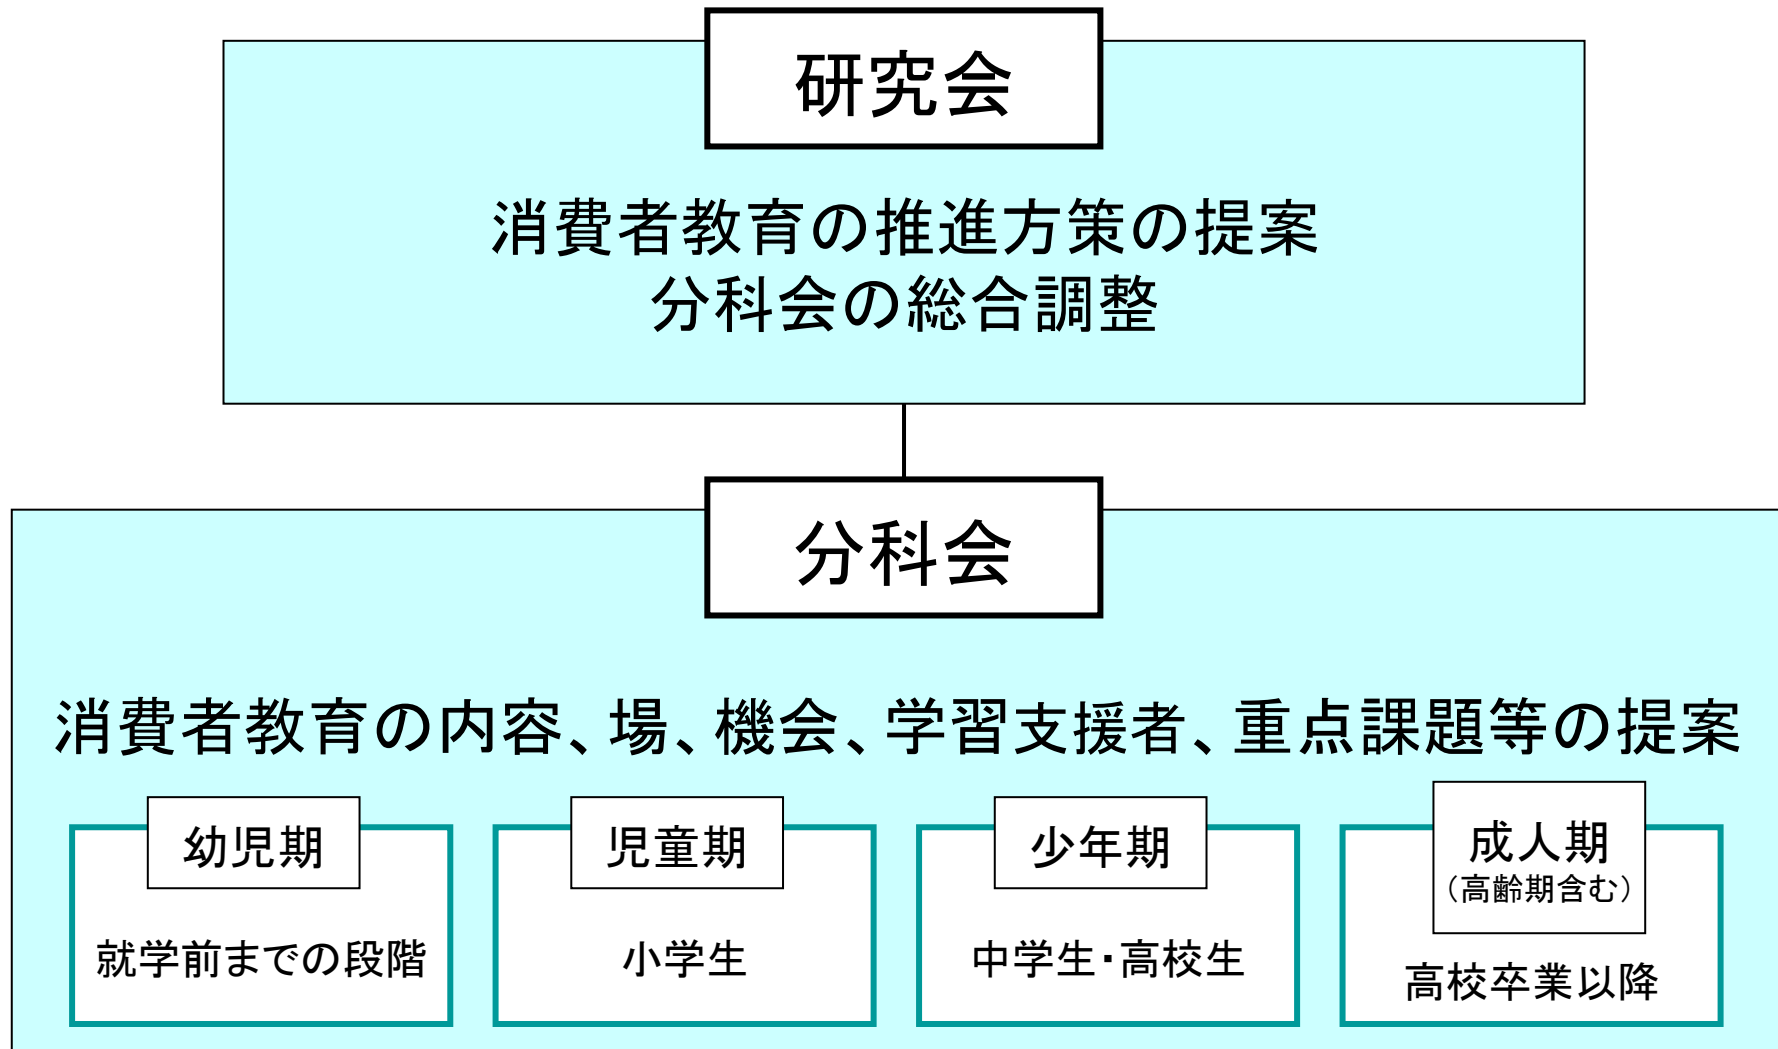 研究会
消費者教育の推進方策の提案
分科会の総合調整
分科会
消費者教育の内容、場、機会、学習支援者、重点課題等の提案
幼児期
就学前までの段階
児童期
小学生
少年期
中学生・高校生
成人期
（高齢期含む）
高校卒業以降